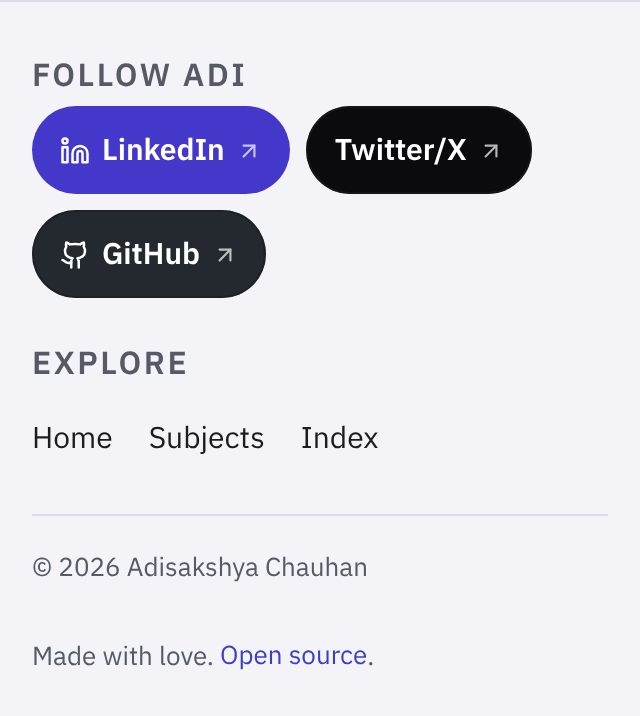 FOLLOW ADI
LinkedIn Twitter/X
GitHub
EXPLORE
Home Subjects Index
© 2026 Adisakshya Chauhan
Made with love. Open source.